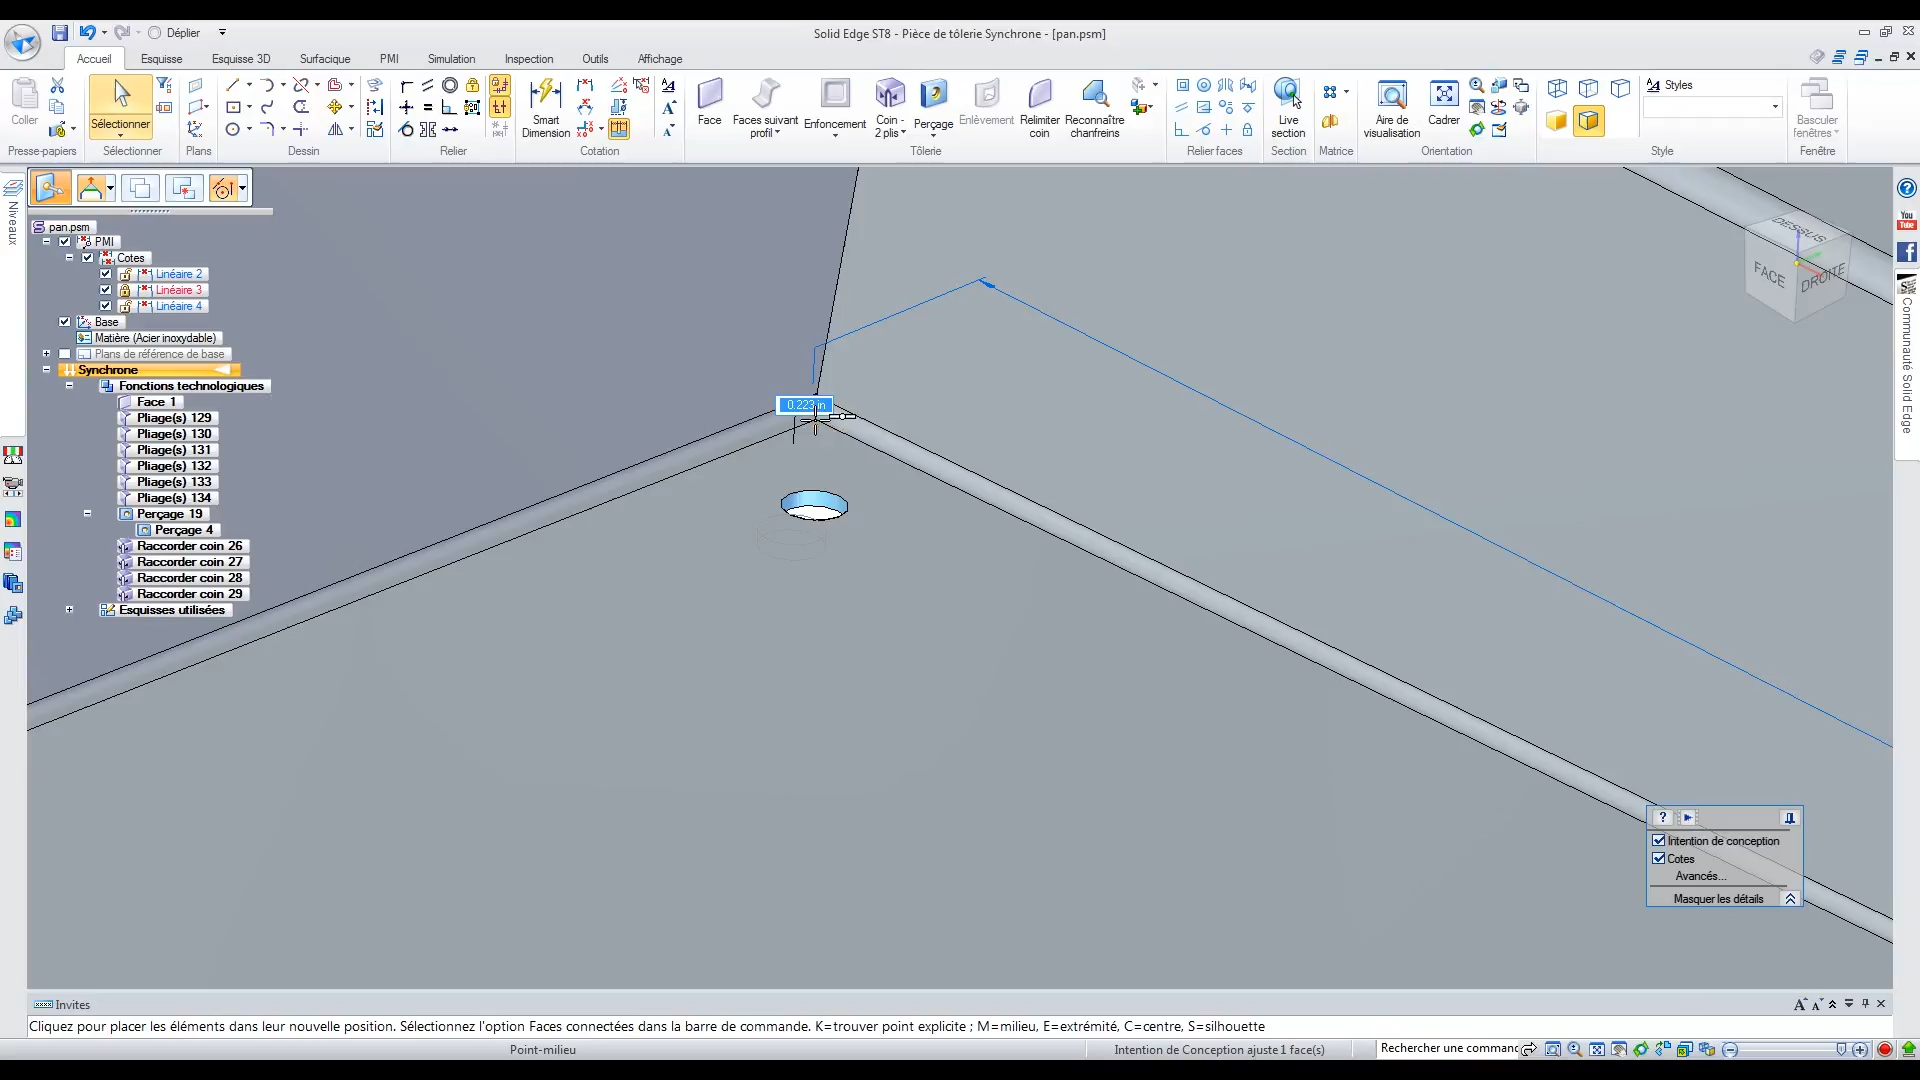 Déplier
Solid Edge ST8 - Pièce de tôlerie Synchrone - [pan.psm]
Accueil Esquisse Esquisse 3D Surfacique PMI Simulation Inspection Outils Affichage
Coller
Sélectionner
Smart Dimension
Face
Faces suivant profil
Enfoncement
Coin - 2 plis
Perçage
Enlèvement
Relimiter coin
Reconnaître chanfreins
Live section
Aire de visualisation
Cadrer
Styles
Basculer fenêtres
Presse-papiers Sélectionner Plans Dessin Relier Cotation Tôlerie Relier faces Section Matrice Orientation Style Fenêtre
Niveaux
pan.psm
PMI
Cotes
Linéaire 2
Linéaire 3
Linéaire 4
Base
Matière (Acier inoxydable)
Plans de référence de base
Synchrone
Fonctions technologiques
Face 1
Pliage(s) 129
Pliage(s) 130
Pliage(s) 131
Pliage(s) 132
Pliage(s) 133
Pliage(s) 134
Perçage 19
Perçage 4
Raccorder coin 26
Raccorder coin 27
Raccorder coin 28
Raccorder coin 29
Esquisses utilisées
0.223 in
DESSUS
FACE
DROITE
You
Tube
Communauté Solid Edge
Intention de conception
Cotes
Avancés...
Masquer les détails
Invites
Cliquez pour placer les éléments dans leur nouvelle position. Sélectionnez l'option Faces connectées dans la barre de commande. K=trouver point explicite ; M=milieu, E=extrémité, C=centre, S=silhouette
Point-milieu
Intention de Conception ajuste 1 face(s)
Rechercher une command